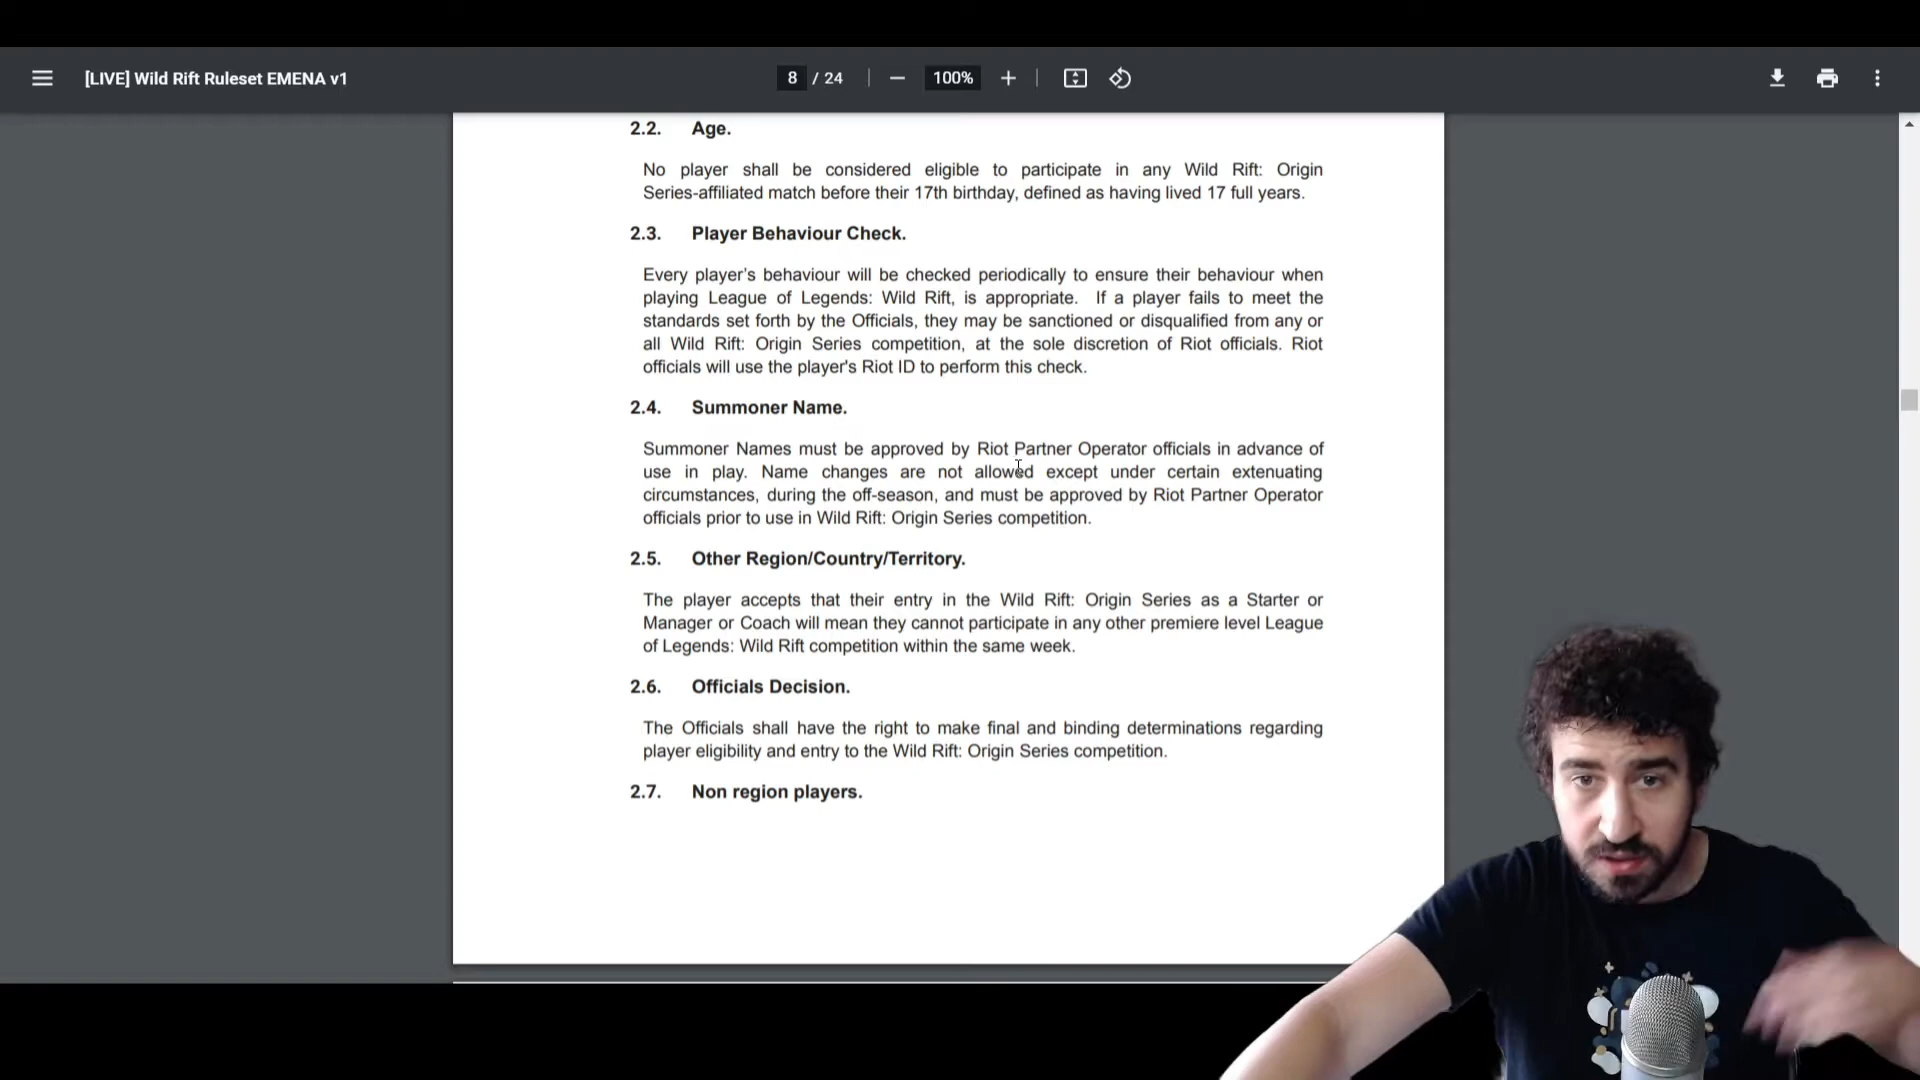 [LIVE] Wild Rift Ruleset EMENA v1
8 / 24
100%
2.2. Age.
No player shall be considered eligible to participate in any Wild Rift: Origin
Series-affiliated match before their 17th birthday, defined as having lived 17 full years.
2.3. Player Behaviour Check.
Every player's behaviour will be checked periodically to ensure their behaviour when
playing League of Legends: Wild Rift, is appropriate. If a player fails to meet the
standards set forth by the Officials, they may be sanctioned or disqualified from any or
all Wild Rift: Origin Series competition, at the sole discretion of Riot officials. Riot
officials will use the player's Riot ID to perform this check.
2.4. Summoner Name.
Summoner Names must be approved by Riot Partner Operator officials in advance of
use in play. Name changes are not allowed except under certain extenuating
circumstances, during the off-season, and must be approved by Riot Partner Operator
officials prior to use in Wild Rift: Origin Series competition.
2.5. Other Region/Country/Territory.
The player accepts that their entry in the Wild Rift: Origin Series as a Starter or
Manager or Coach will mean they cannot participate in any other premiere level League
of Legends: Wild Rift competition within the same week.
2.6. Officials Decision.
The Officials shall have the right to make final and binding determinations regarding
player eligibility and entry to the Wild Rift: Origin Series competition.
2.7. Non region players.